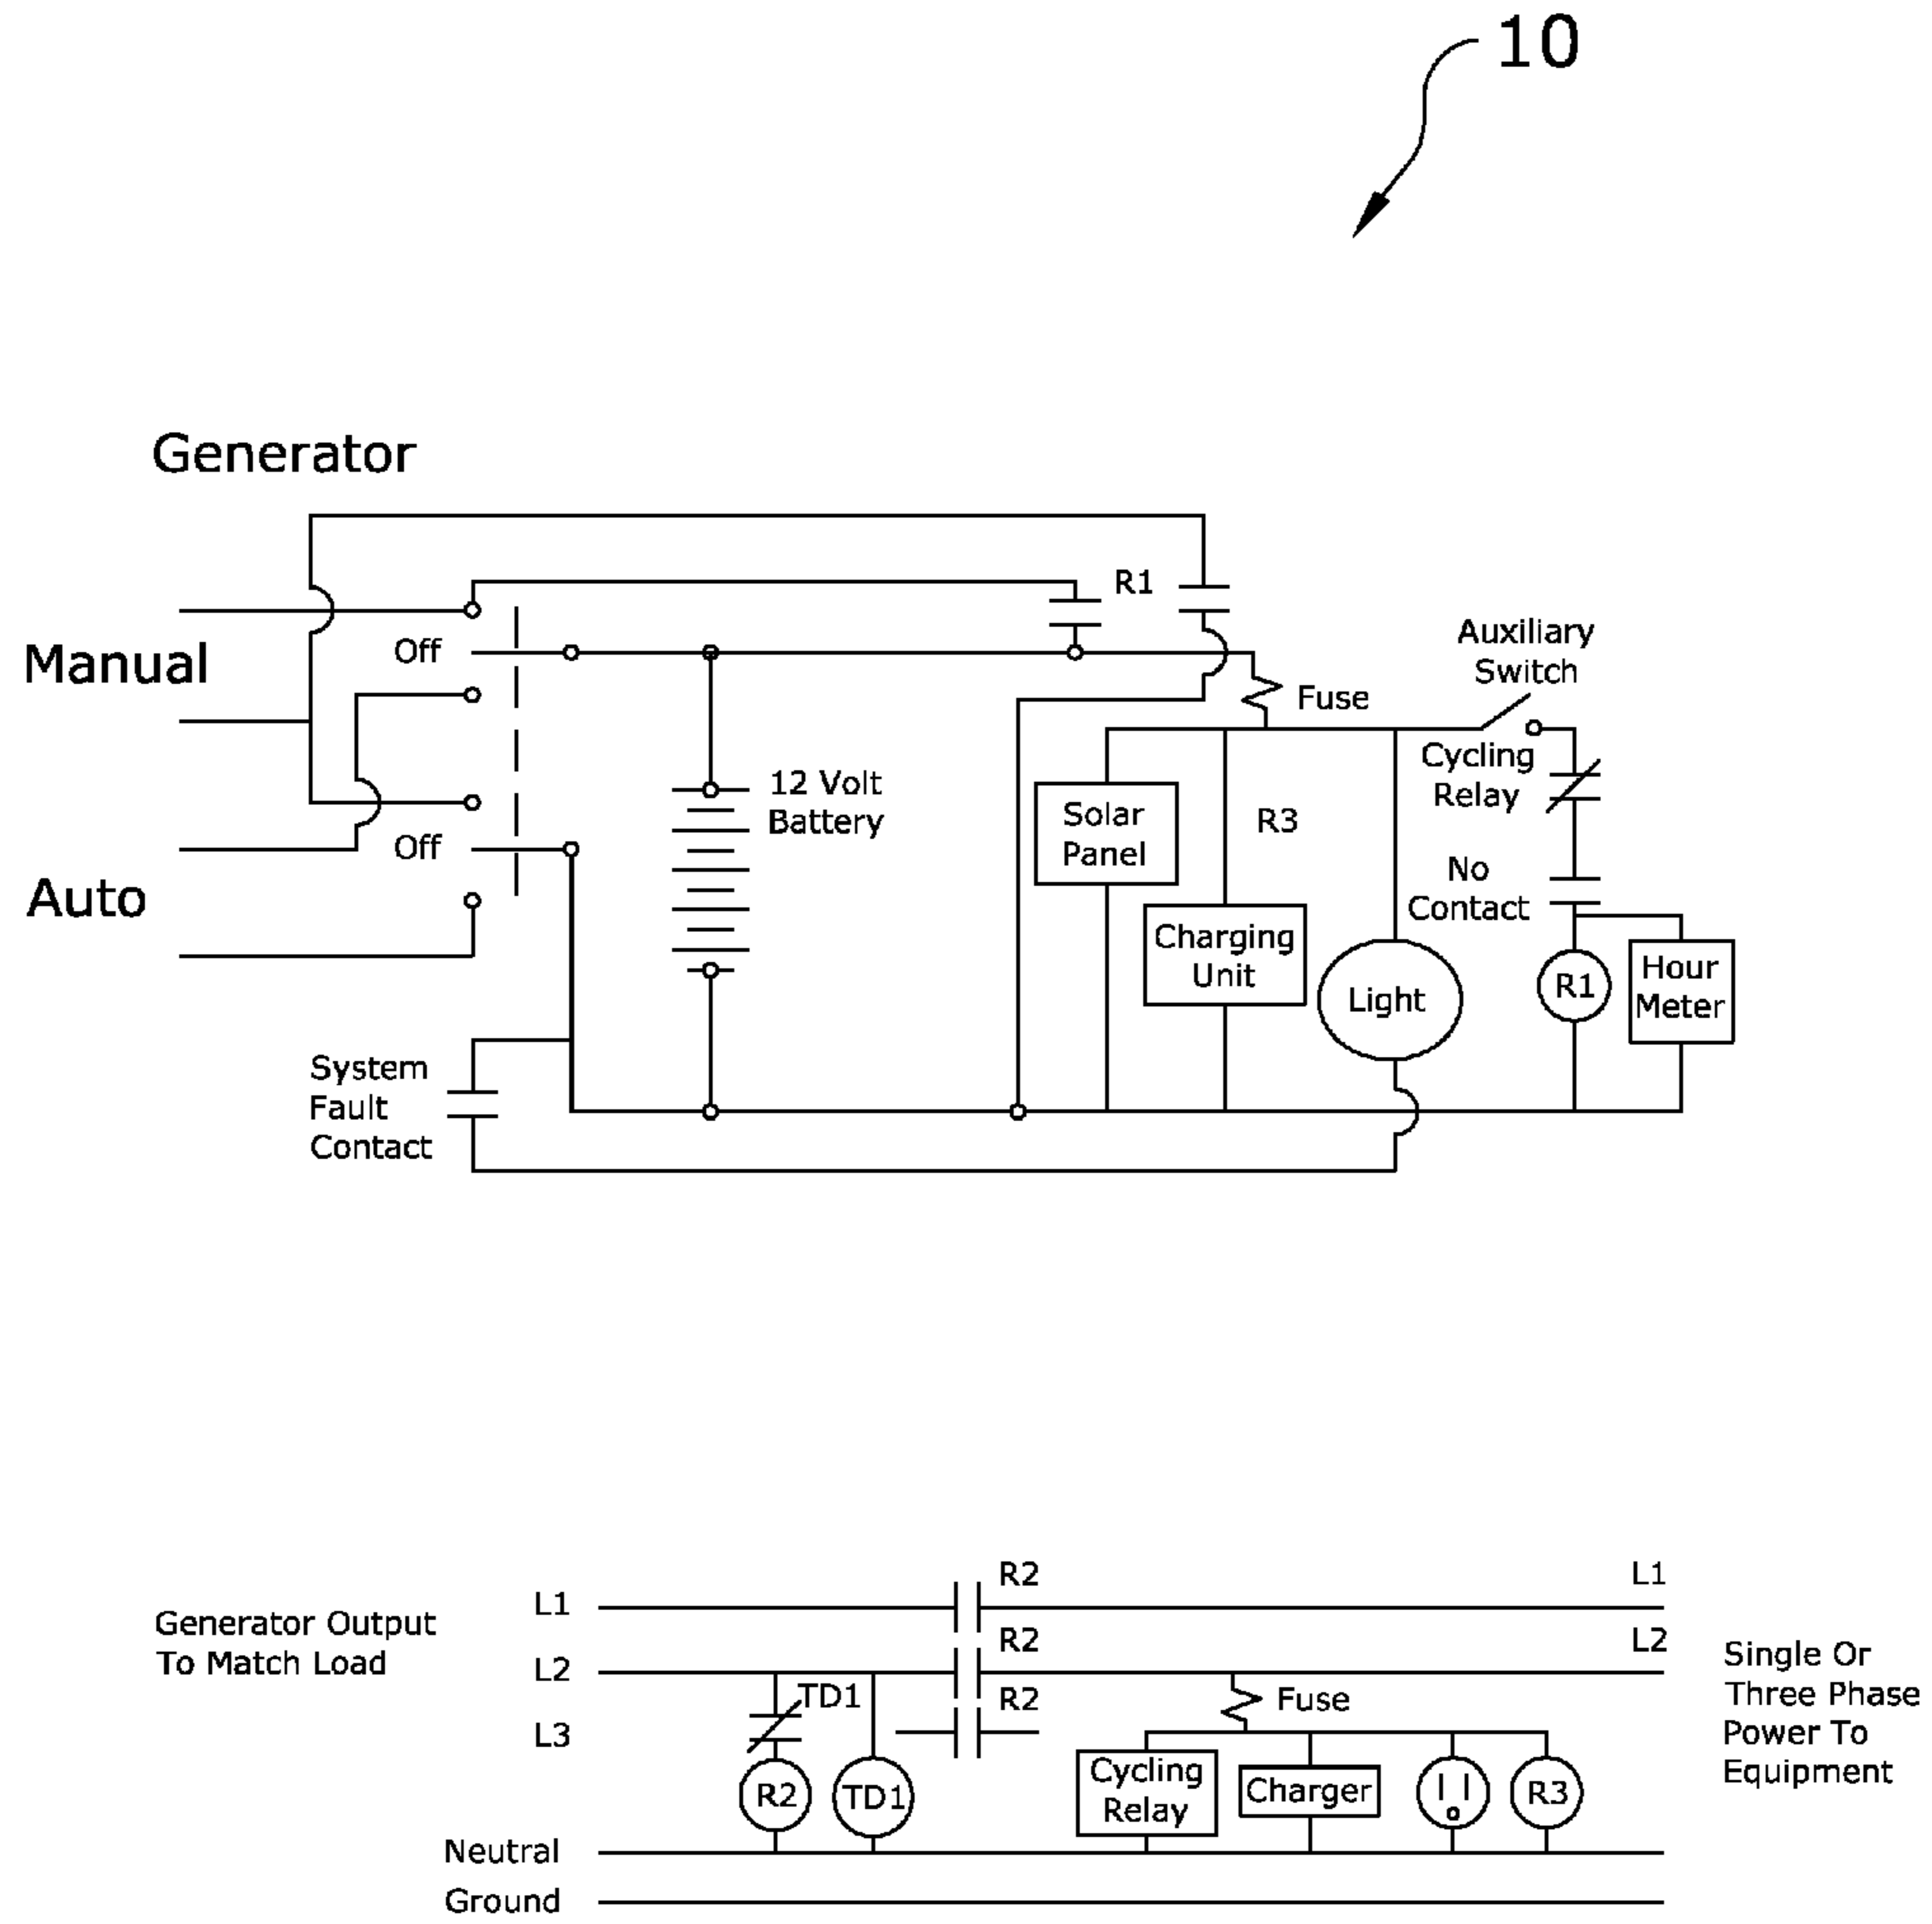 10
Generator
R1
Auxiliary
Switch
Off
Manual
Fuse
Cycling
Relay
12 Volt
Battery
Solar
Panel
R3
Off
No
Contact
Auto
Charging
Unit
Light
R1
Hour
Meter
System
Fault
Contact
R2
L1
L1
Generator Output
To Match Load
R2
L2
L2
Single Or
Three Phase
Power To
Equipment
TD1
R2
Fuse
L3
R2
TD1
Cycling
Relay
Charger
R3
Neutral
Ground